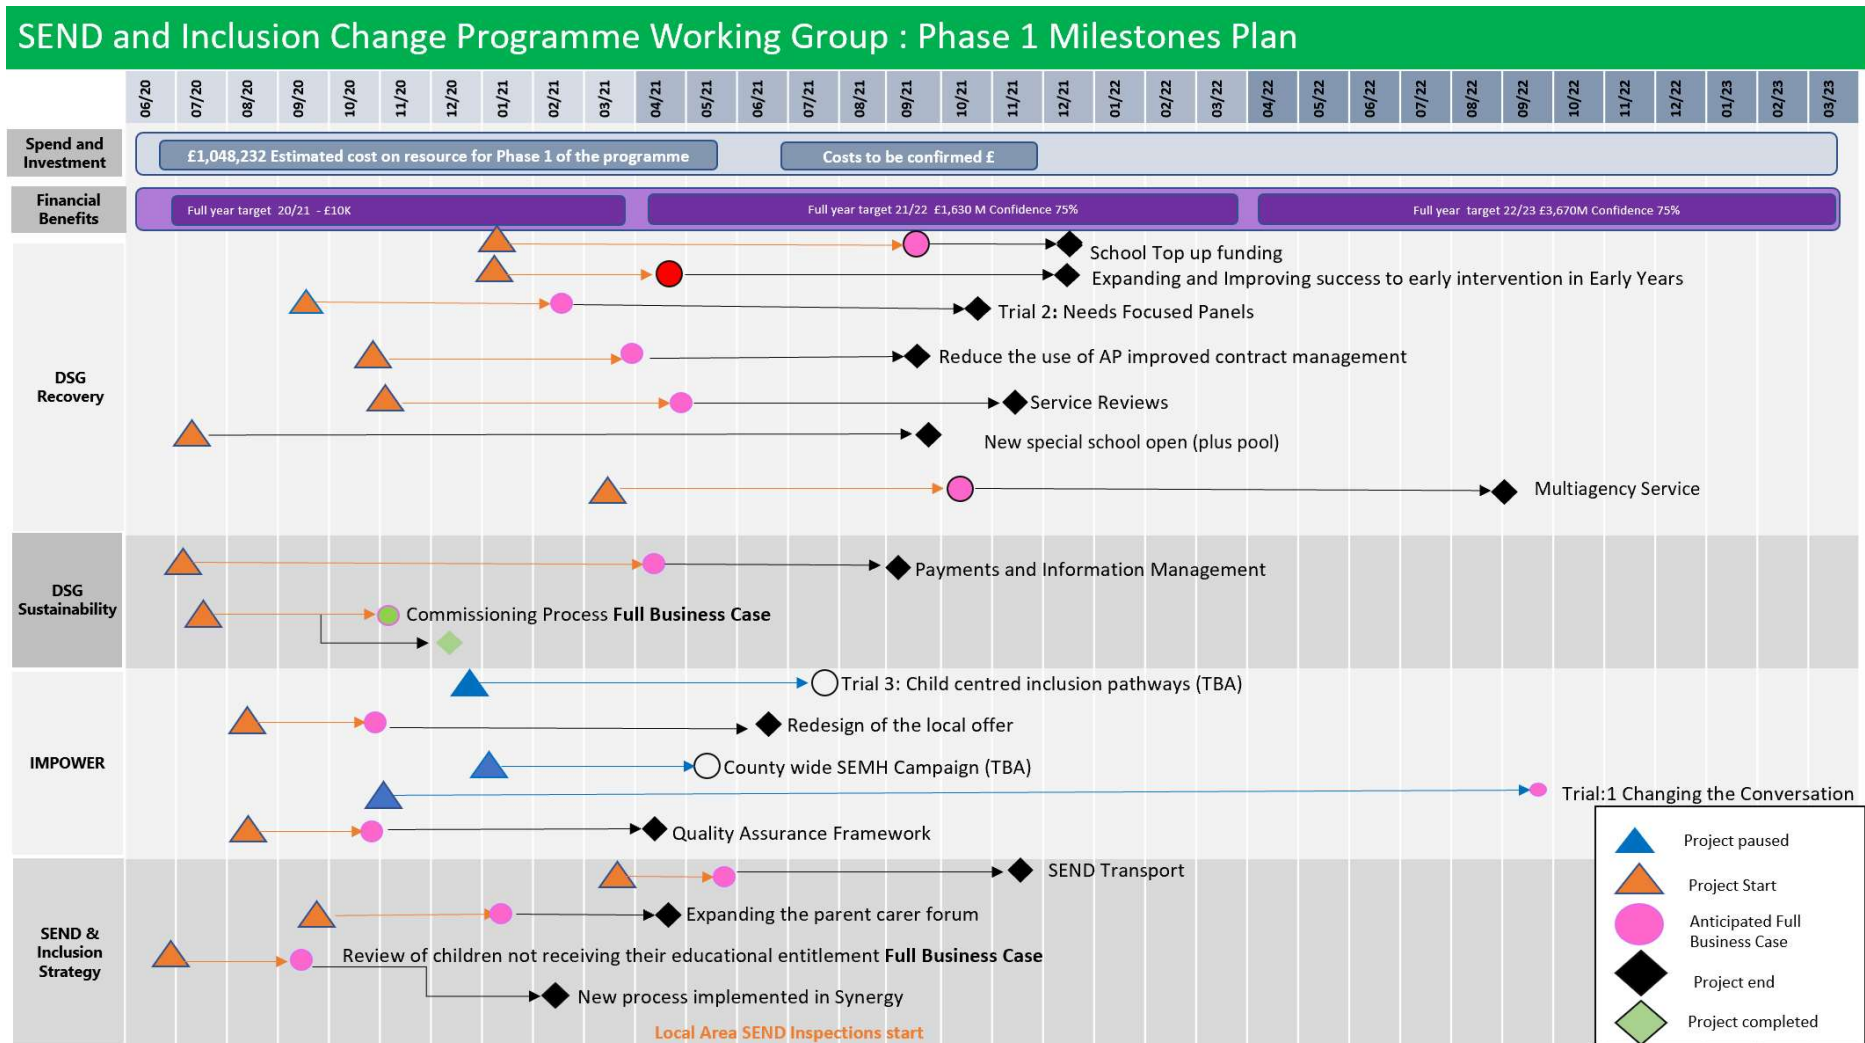 SEND and Inclusion Change Programme Working Group : Phase 1 Milestones Plan
06/20 07/20 08/20 09/20 10/20 11/20 12/20 01/21 02/21 03/21 04/21 05/21 06/21 07/21 08/21 09/21 10/21 11/21 12/21 01/22 02/22 03/22 04/22 05/22 06/22 07/22 08/22 09/22 10/22 11/22 12/22 01/23 02/23 03/23
Spend and
Investment
£1,048,232 Estimated cost on resource for Phase 1 of the programme
Costs to be confirmed £
Financial
Benefits
Full year target 20/21 - £10K
Full year target 21/22 £1,630 M Confidence 75%
Full year target 22/23 £3,670M Confidence 75%
DSG
Recovery
School Top up funding
Expanding and Improving success to early intervention in Early Years
Trial 2: Needs Focused Panels
Reduce the use of AP improved contract management
Service Reviews
New special school open (plus pool)
Multiagency Service
DSG
Sustainability
Payments and Information Management
Commissioning Process Full Business Case
IMPOWER
Trial 3: Child centred inclusion pathways (TBA)
Redesign of the local offer
County wide SEMH Campaign (TBA)
Trial:1 Changing the Conversation
Quality Assurance Framework
SEND &
Inclusion
Strategy
SEND Transport
Expanding the parent carer forum
Review of children not receiving their educational entitlement Full Business Case
New process implemented in Synergy
Local Area SEND Inspections start
Project paused
Project Start
Anticipated Full
Business Case
Project end
Project completed